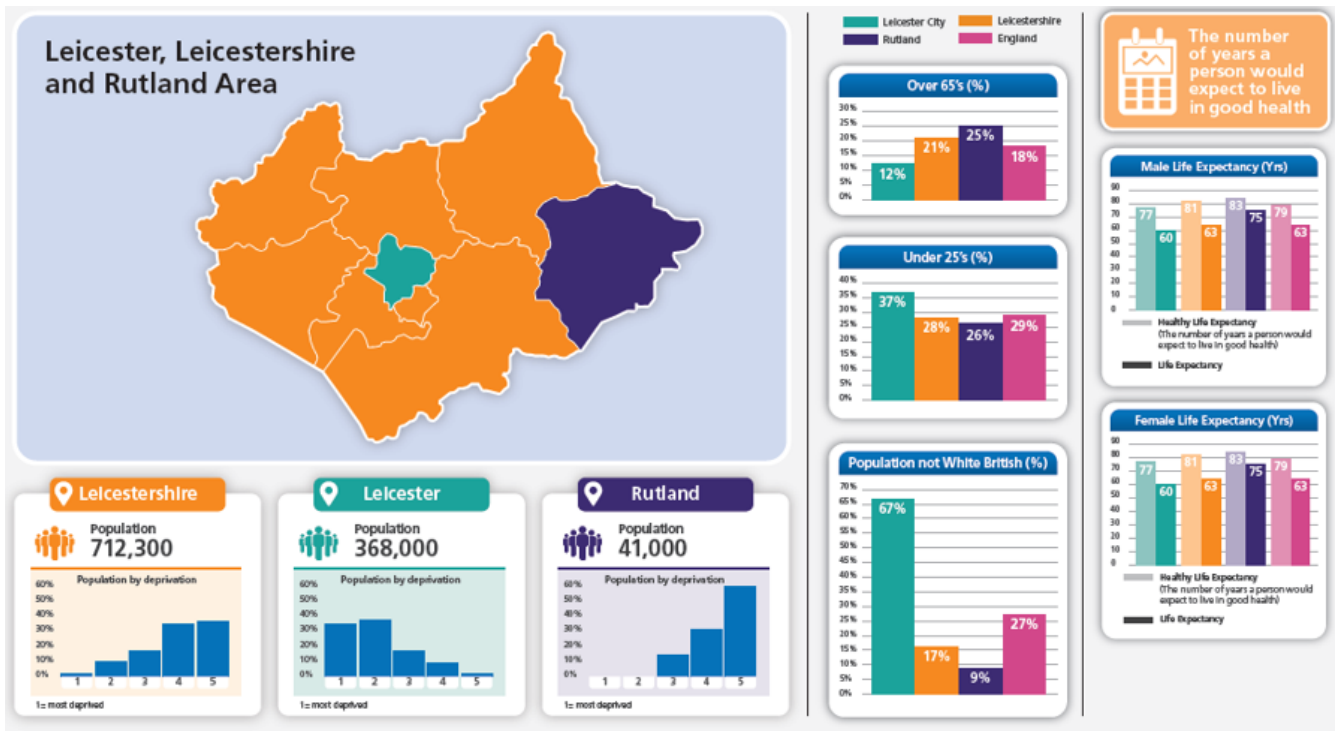 Leicester, Leicestershire
and Rutland Area
Leicestershire
Population
712,300
Population by deprivation
60%
50%
40%
30%
20%
10%
0%
1 2 3 4 5
1= most deprived
Leicester
Population
368,000
Population by deprivation
60%
50%
40%
30%
20%
10%
0%
1 2 3 4 5
1= most deprived
Rutland
Population
41,000
Population by deprivation
60%
50%
40%
30%
20%
10%
0%
1 2 3 4 5
1= most deprived
Leicester City Leicestershire
Rutland England
Over 65's (%)
30%
25%
20%
15%
10%
5%
0%
12% 21% 25% 18%
Under 25's (%)
40%
35%
30%
25%
20%
15%
10%
5%
0%
37% 28% 26% 29%
Population not White British (%)
70%
65%
60%
55%
50%
45%
40%
35%
30%
25%
20%
15%
10%
5%
0%
67% 17% 9% 27%
The number
of years a
person would
expect to live
in good health
Male Life Expectancy (Yrs)
90
80
70
60
50
40
30
20
10
0
77 60 81 63 83 75 79 63
Healthy Life Expectancy
(The number of years a person would
expect to live in good health)
Life Expectancy
Female Life Expectancy (Yrs)
90
80
70
60
50
40
30
20
10
0
77 60 81 63 83 75 79 63
Healthy Life Expectancy
(The number of years a person would
expect to live in good health)
Life Expectancy